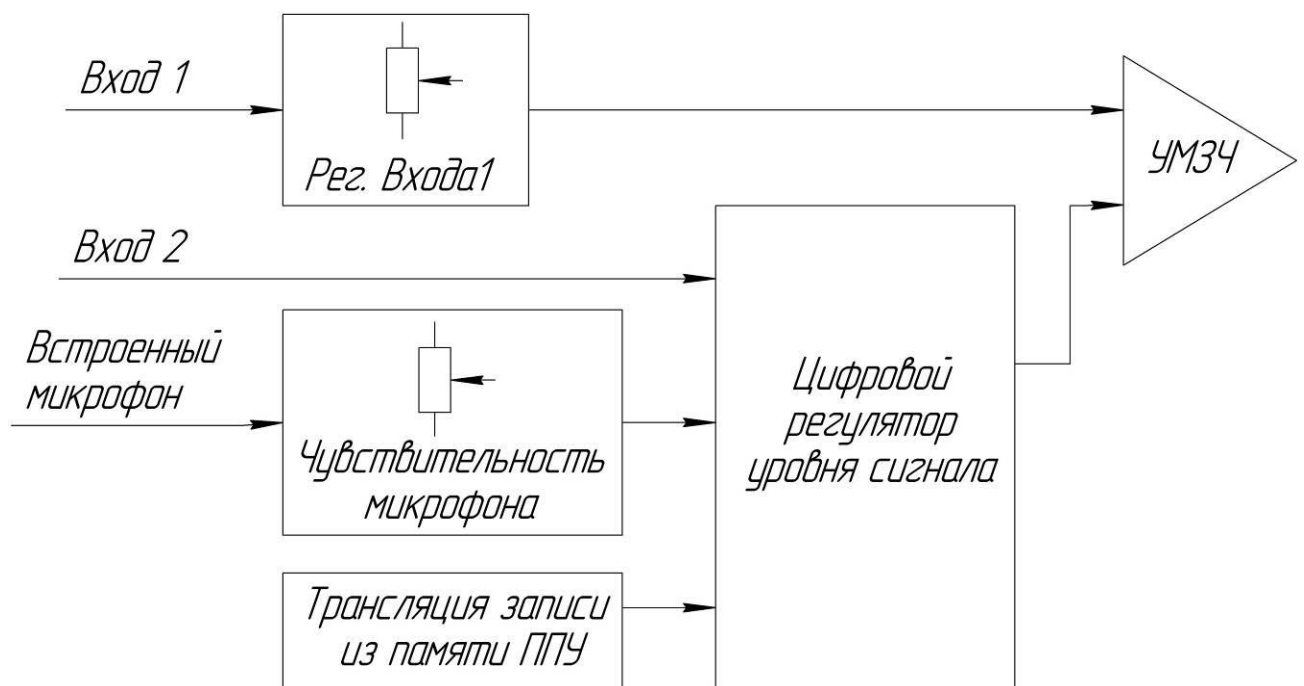 Вход 1
Рег. Входа1
УМЗЧ
Вход 2
Встроенный
микрофон
Чувствительность
микрофона
Цифровой
регулятор
уровня сигнала
Трансляция записи
из памяти ППУ